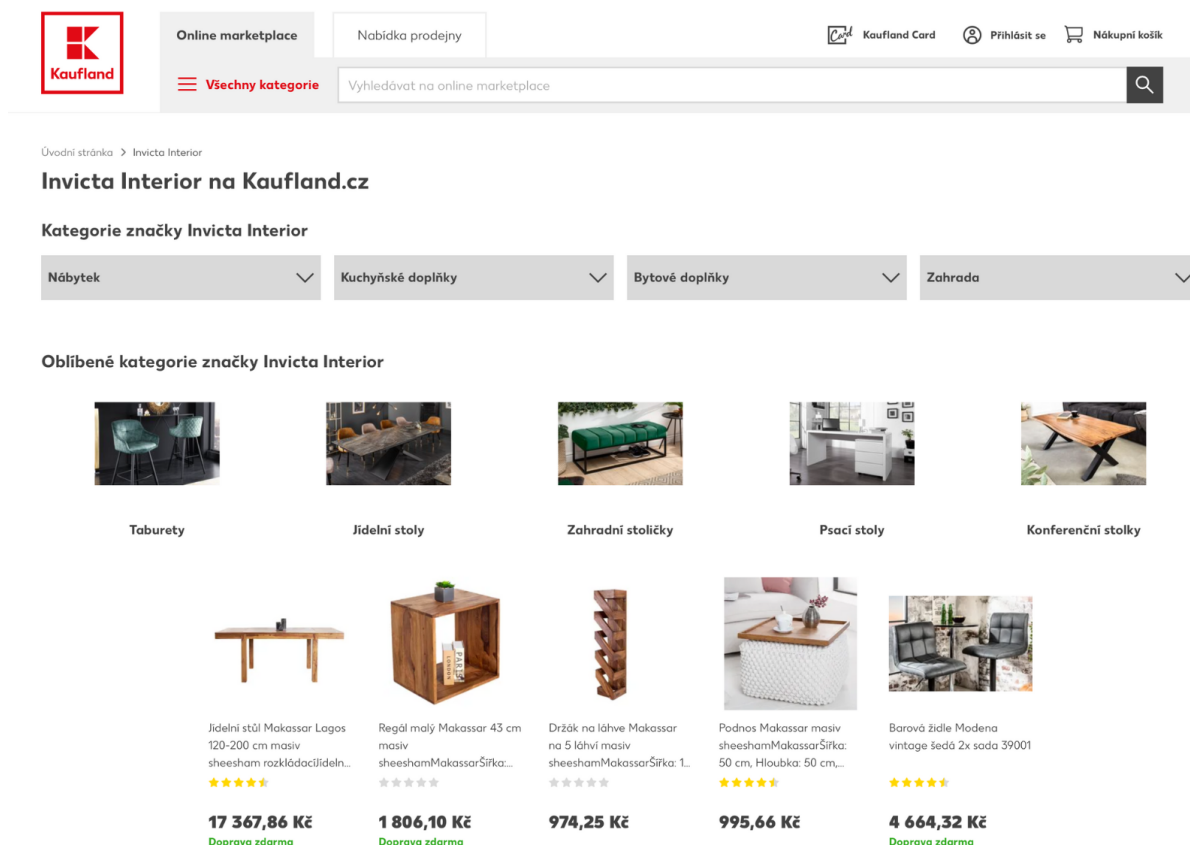 Online marketplace
Nabídka prodejny
Card
Kaufland Card
Přihlásit se
Nákupní košík
Kaufland
Všechny kategorie
Vyhledávat na online marketplace
Úvodní stránka > Invicta Interior
Invicta Interior na Kaufland.cz
Kategorie značky Invicta Interior
Nábytek
Kuchyňské doplňky
Bytové doplňky
Zahrada
Oblíbené kategorie značky Invicta Interior
Taburety
Jídelní stoly
Zahradní stoličky
Psací stoly
Konferenční stolky
PARIS
LONDON
Jídelní stůl Makassar Lagos
120-200 cm masiv
sheesham rozkládacíJídeln...
17 367,86 Kč
Doprava zdarma
Regál malý Makassar 43 cm
masiv
sheeshamMakassarŠířka:...
1 806,10 Kč
Doprava zdarma
Držák na láhve Makassar
na 5 láhví masiv
sheeshamMakassarŠířka: 1...
974,25 Kč
Podnos Makassar masiv
sheeshamMakassarŠířka:
50 cm, Hloubka: 50 cm,...
995,66 Kč
Barová židle Modena
vintage šedá 2x sada 39001
4 664,32 Kč
Doprava zdarma